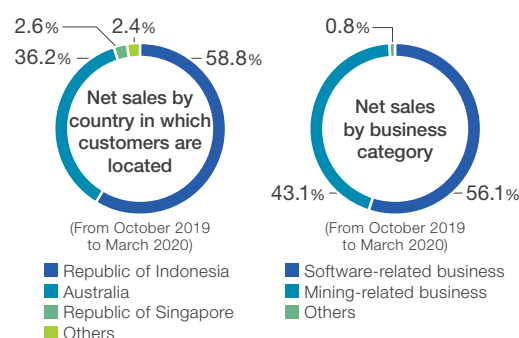 2.6%
2.4%
36.2%
58.8%
Net sales by
country in which
customers are
located
(From October 2019
to March 2020)
Republic of Indonesia
Australia
Republic of Singapore
Others
0.8%
Net sales
by business
category
43.1%
56.1%
(From October 2019
to March 2020)
Software-related business
Mining-related business
Others